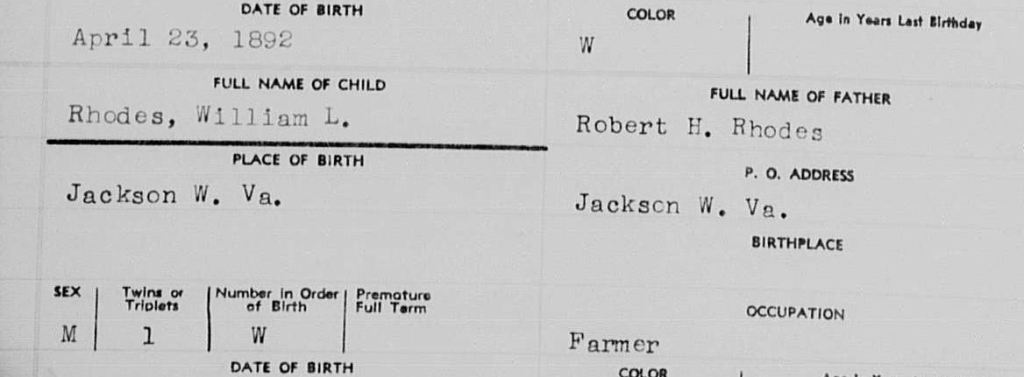 DATE OF BIRTH
April 23, 1892
FULL NAME OF CHILD
Rhodes, William L.
PLACE OF BIRTH
Jackson W. Va.
SEX
M
Twins or
Triplets
1
Number in Order
of Birth
W
Premature
Full Term
DATE OF BIRTH
COLOR
W
Age in Years Last Birthday
FULL NAME OF FATHER
Robert H. Rhodes
P. O. ADDRESS
Jackson W. Va.
BIRTHPLACE
OCCUPATION
Farmer
COLOR